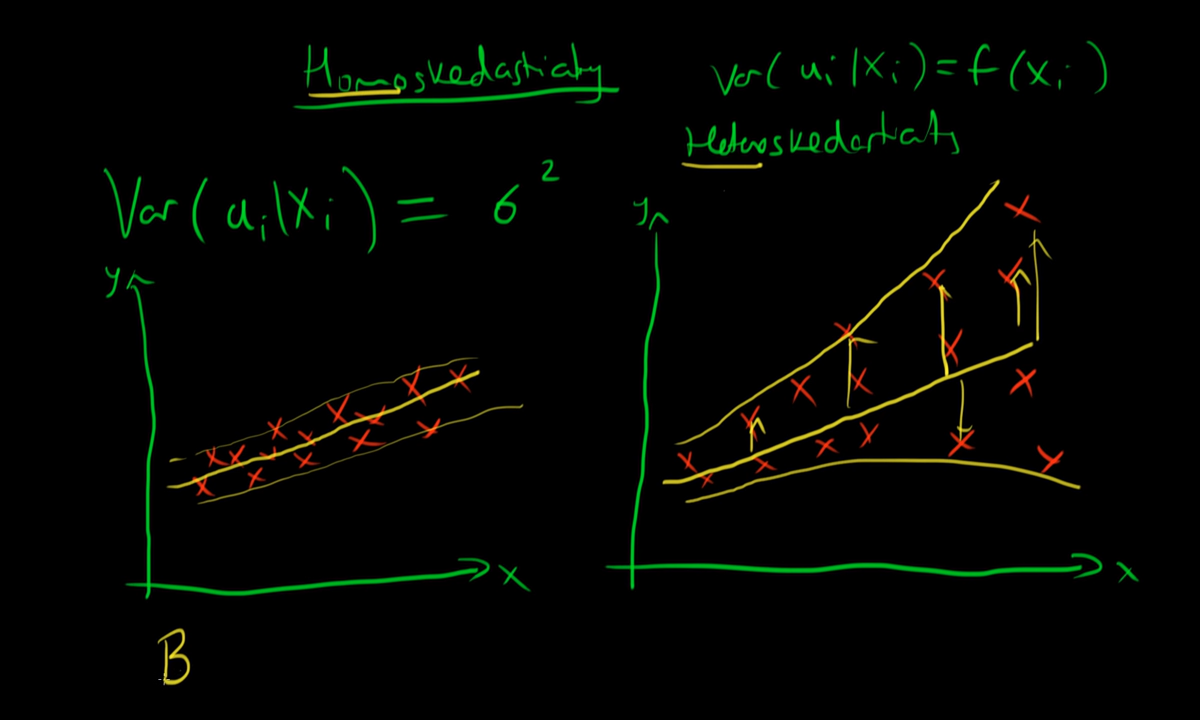 Homoskedasticity
Var(ui|Xi) = σ²
y
x
B
Var(ui|Xi) = f(Xi)
Heteroskedasticity
y
x